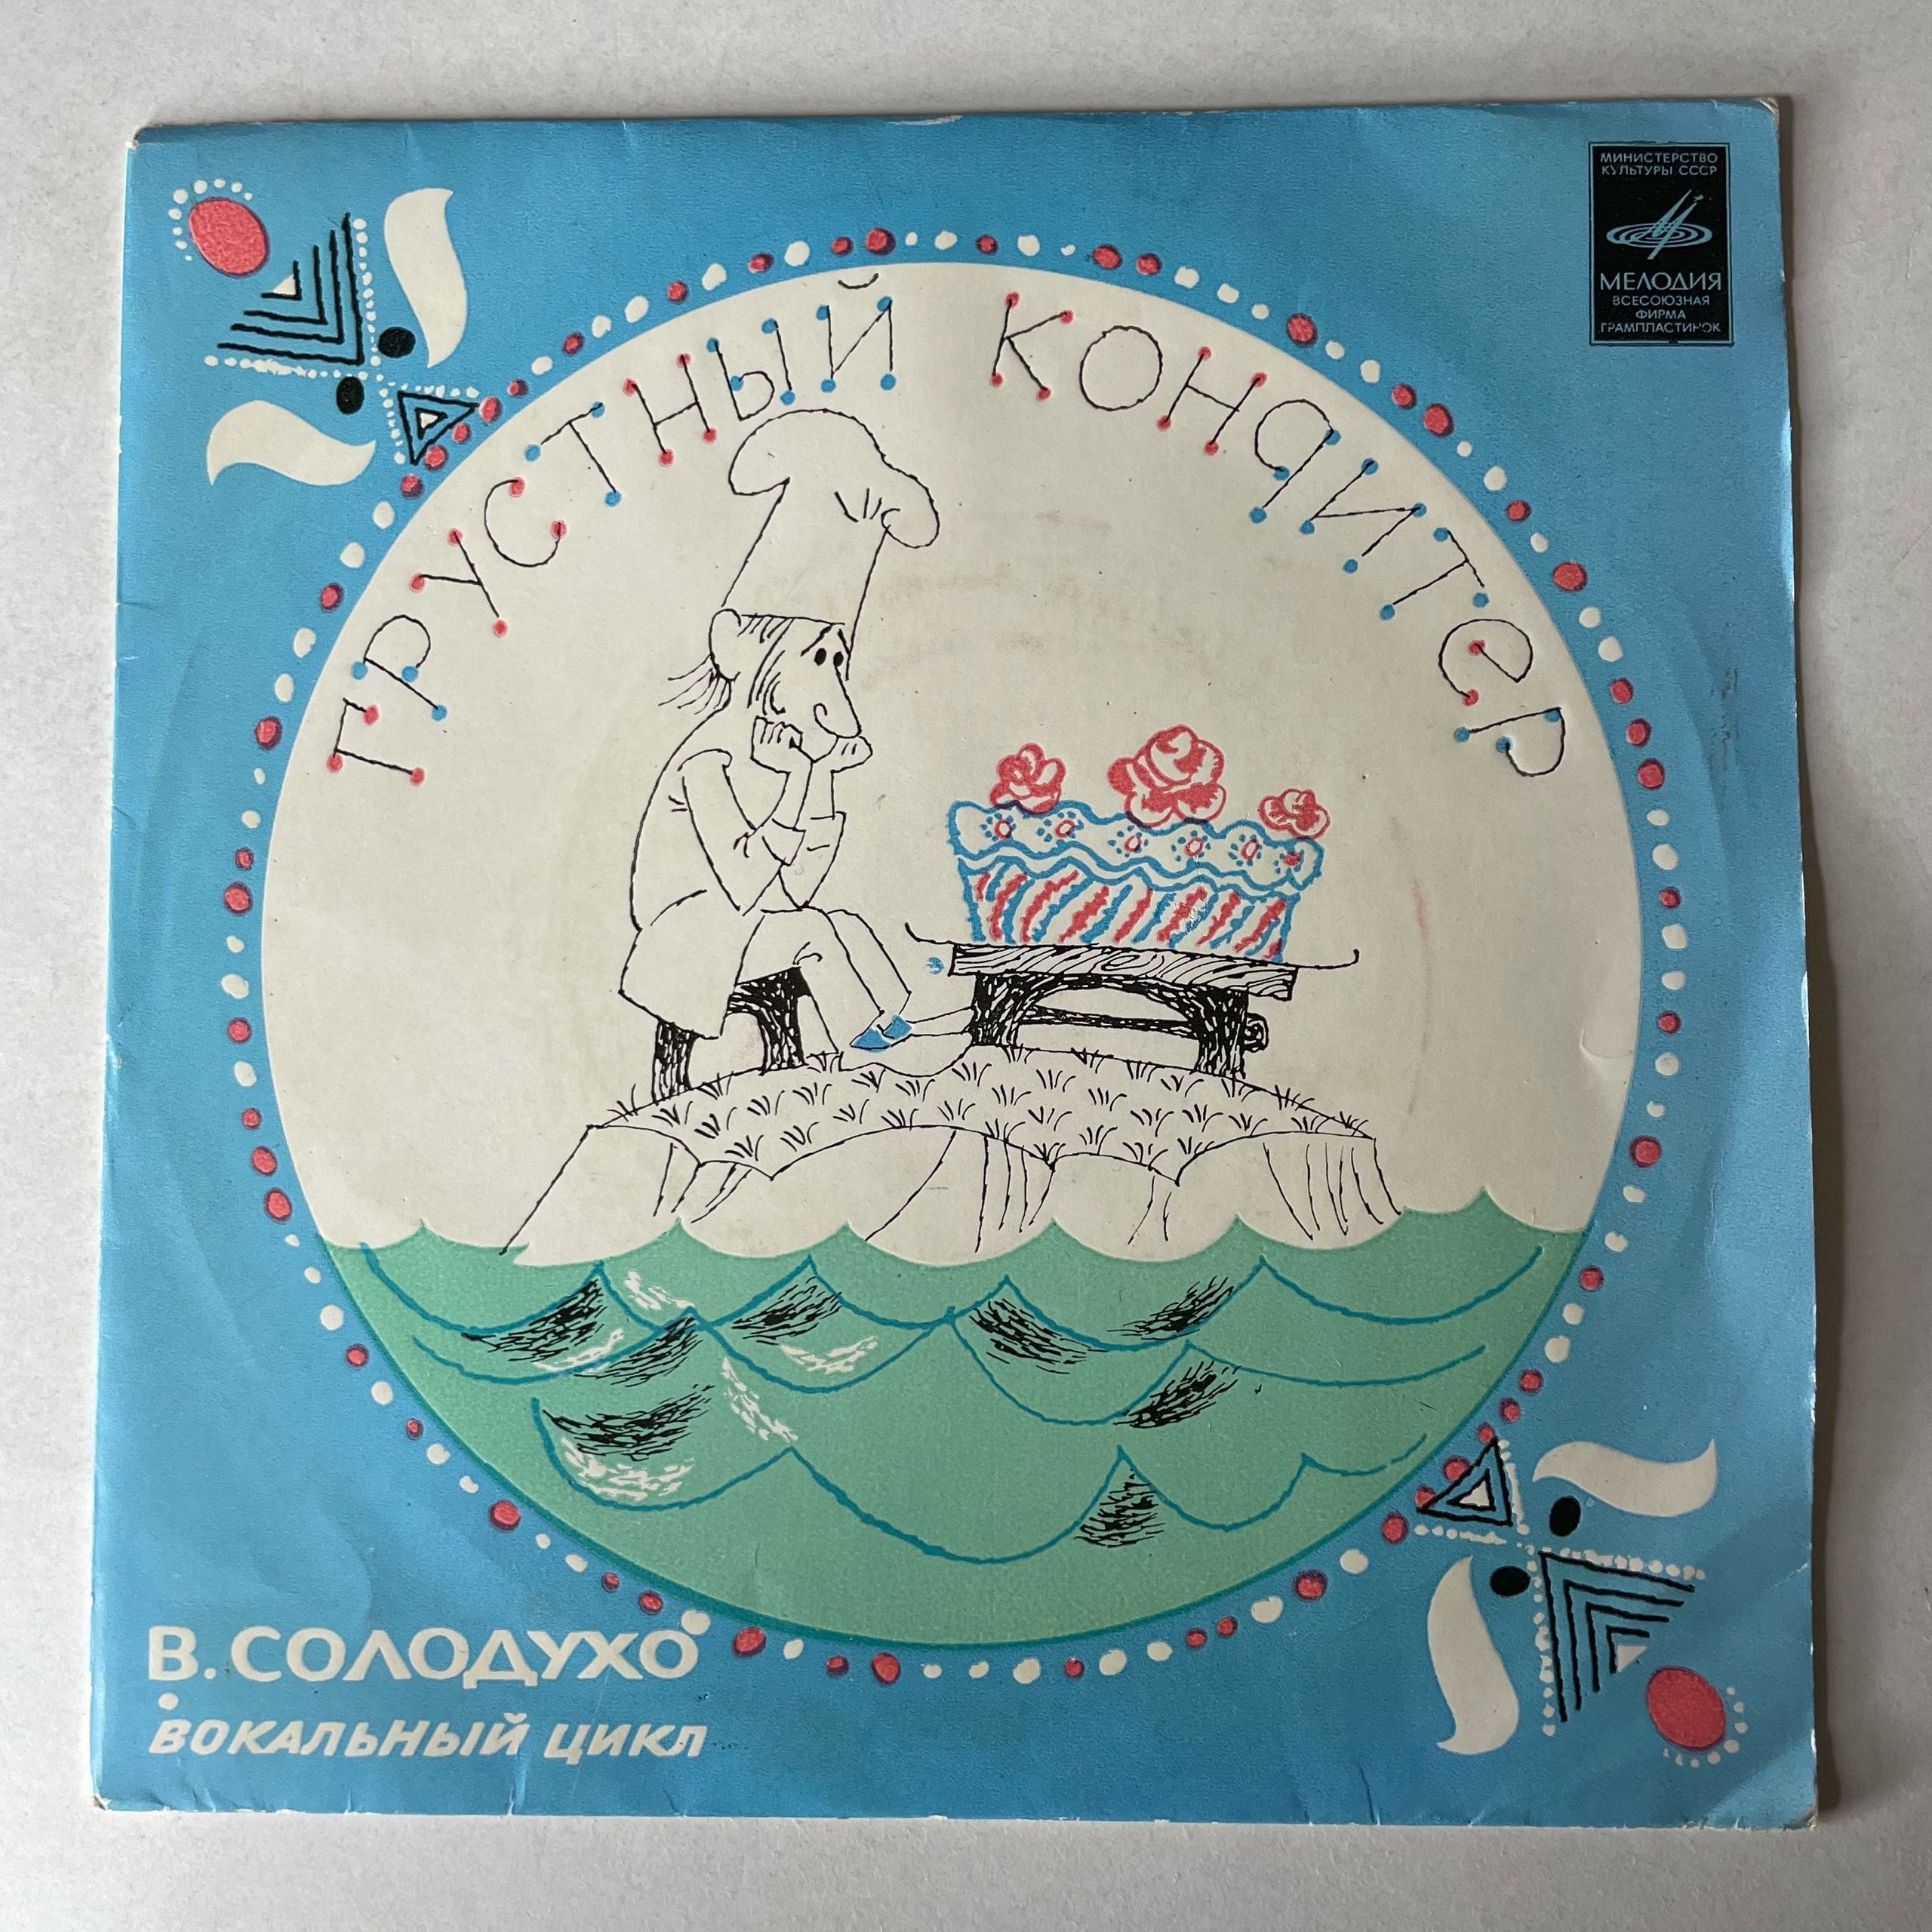 МИНИСТЕРСТВО
КУЛЬТУРЫ СССР
МЕЛОДИЯ
ВСЕСОЮЗНАЯ
ФИРМА
ГРАМПЛАСТИНОК
ГРУСТНЫЙ КОНДИТЕР
В. СОЛОДУХО
ВОКАЛЬНЫЙ ЦИКЛ